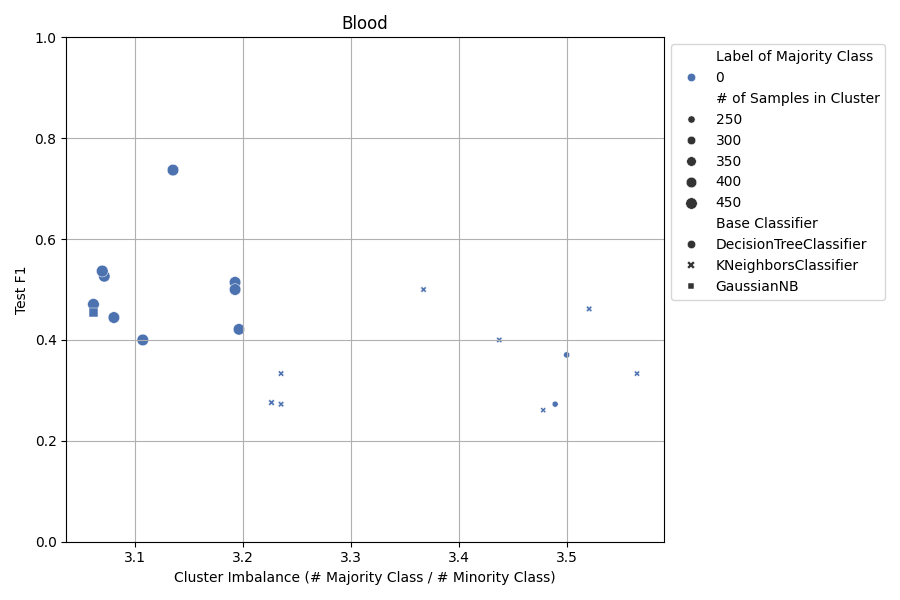 Blood
1.0
0.8
0.6
0.4
0.2
0.0
Test F1
3.1 3.2 3.3 3.4 3.5
Cluster Imbalance (# Majority Class / # Minority Class)
Label of Majority Class
0
# of Samples in Cluster
250
300
350
400
450
Base Classifier
DecisionTreeClassifier
KNeighborsClassifier
GaussianNB